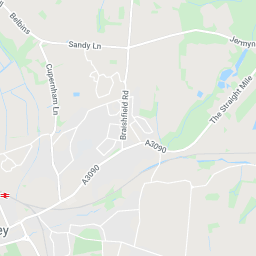 Belbins
Sandy Ln
Jermyn
Cupernham Ln
Braishfield Rd
The Straight Mile
A3090
A3090
ey